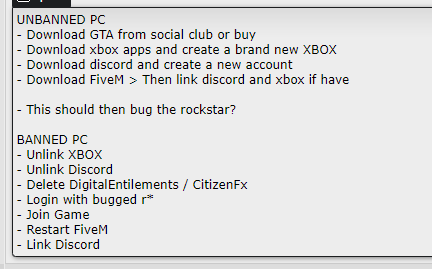 UNBANNED PC
- Download GTA from social club or buy
- Download xbox apps and create a brand new XBOX
- Download discord and create a new account
- Download FiveM > Then link discord and xbox if have
- This should then bug the rockstar?
BANNED PC
- Unlink XBOX
- Unlink Discord
- Delete DigitalEntilements / CitizenFx
- Login with bugged r*
- Join Game
- Restart FiveM
- Link Discord